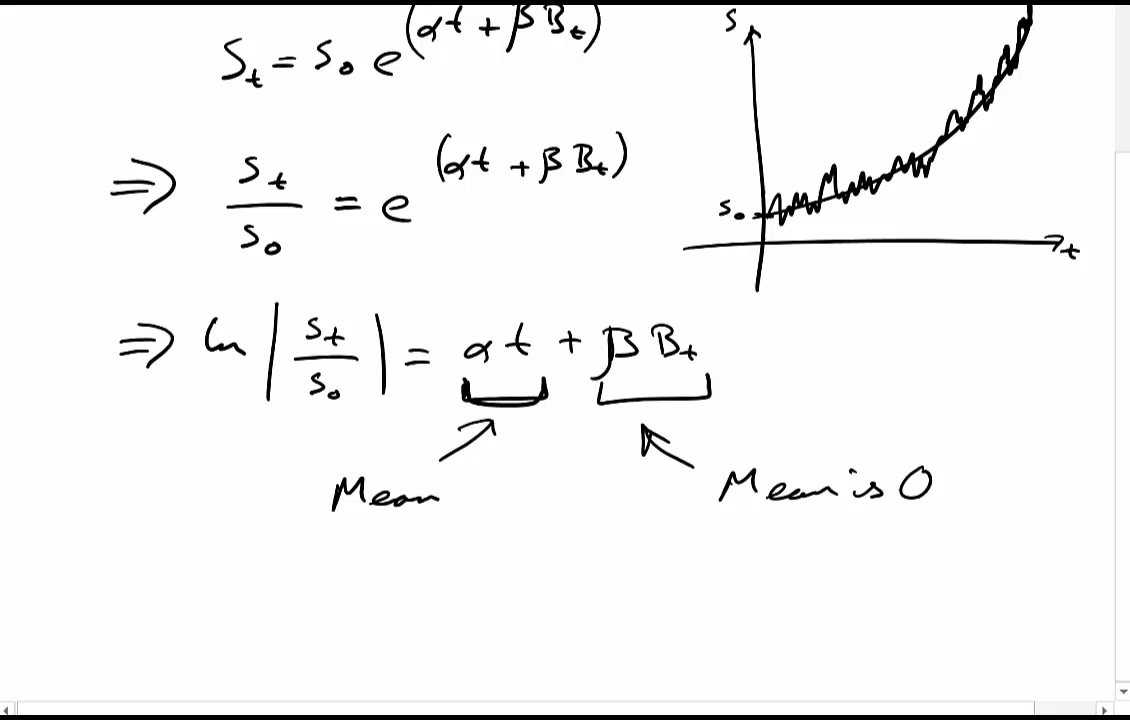 S_t = S_0 e^(αt + βB_t)
⇒ S_t / S_0 = e^(αt + βB_t)
⇒ ln |S_t / S_0| = αt + βB_t
Mean
Mean is 0
S
S_0
t